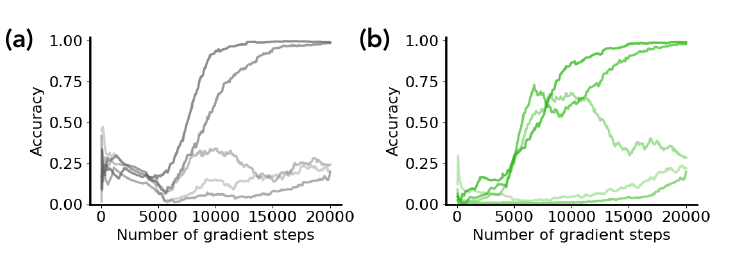 (a) (b)
1.00 1.00
0.75 0.75
0.50 0.50
0.25 0.25
0.00 0.00
Accuracy Accuracy
0 5000 10000 15000 20000 0 5000 10000 15000 20000
Number of gradient steps Number of gradient steps